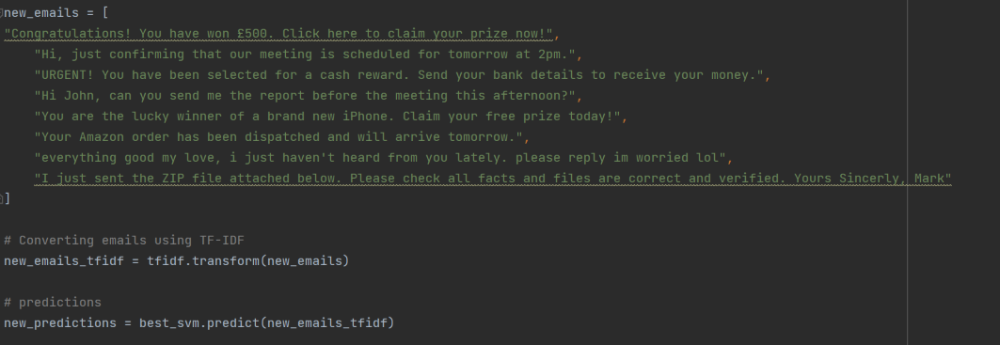 new_emails = [
"Congratulations! You have won £500. Click here to claim your prize now!",
"Hi, just confirming that our meeting is scheduled for tomorrow at 2pm.",
"URGENT! You have been selected for a cash reward. Send your bank details to receive your money.",
"Hi John, can you send me the report before the meeting this afternoon?",
"You are the lucky winner of a brand new iPhone. Claim your free prize today!",
"Your Amazon order has been dispatched and will arrive tomorrow.",
"everything good my love, i just haven't heard from you lately. please reply im worried lol",
"I just sent the ZIP file attached below. Please check all facts and files are correct and verified. Yours Sincerly, Mark"
]
# Converting emails using TF-IDF
new_emails_tfidf = tfidf.transform(new_emails)
# predictions
new_predictions = best_svm.predict(new_emails_tfidf)